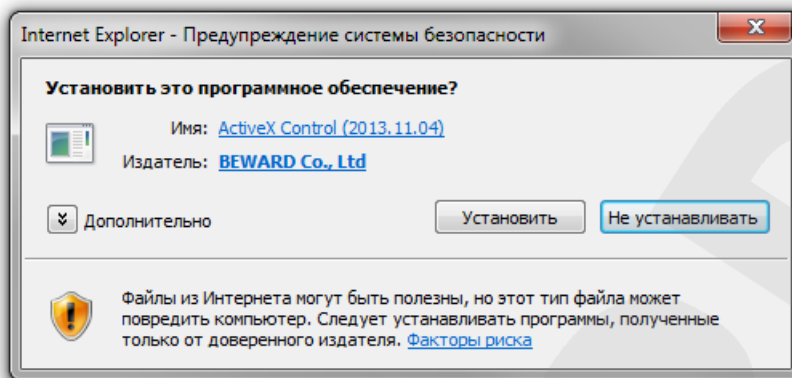 Internet Explorer - Предупреждение системы безопасности
Установить это программное обеспечение?
Имя: ActiveX Control (2013.11.04)
Издатель: BEWARD Co., Ltd
Дополнительно
Установить
Не устанавливать
Файлы из Интернета могут быть полезны, но этот тип файла может
повредить компьютер. Следует устанавливать программы, полученные
только от доверенного издателя. Факторы риска